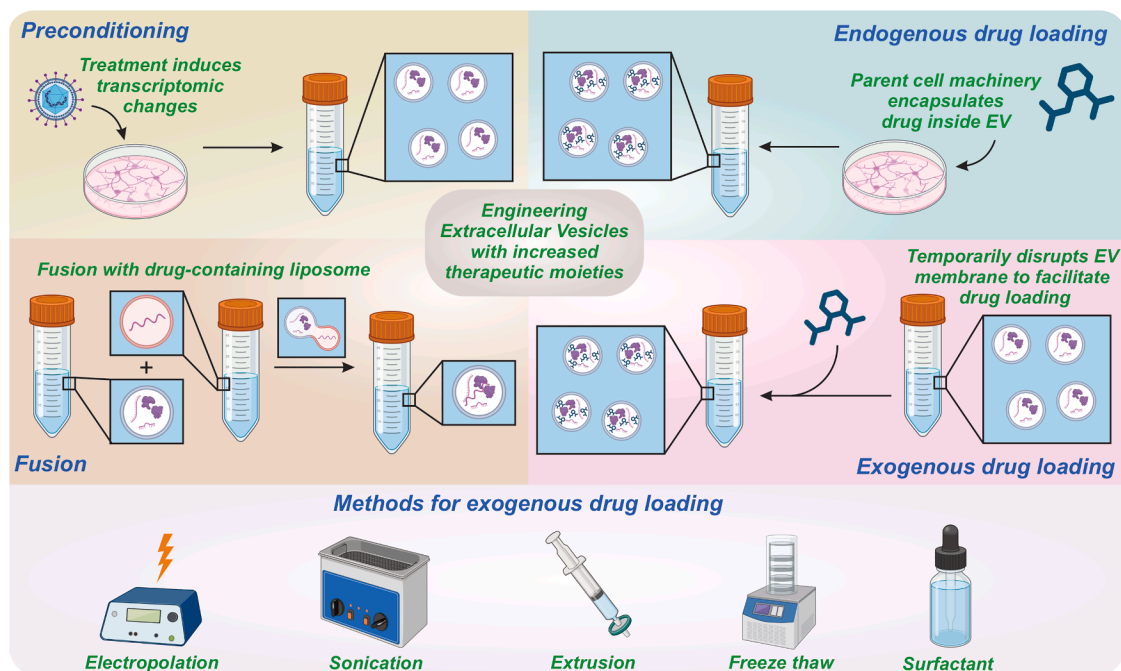 Preconditioning
Treatment induces
transcriptomic
changes
Endogenous drug loading
Parent cell machinery
encapsulates
drug inside EV
Engineering
Extracellular Vesicles
with increased
therapeutic moieties
Fusion with drug-containing liposome
+
Fusion
Temporarily disrupts EV
membrane to facilitate
drug loading
Exogenous drug loading
Methods for exogenous drug loading
Electropolation
Sonication
Extrusion
Freeze thaw
Surfactant